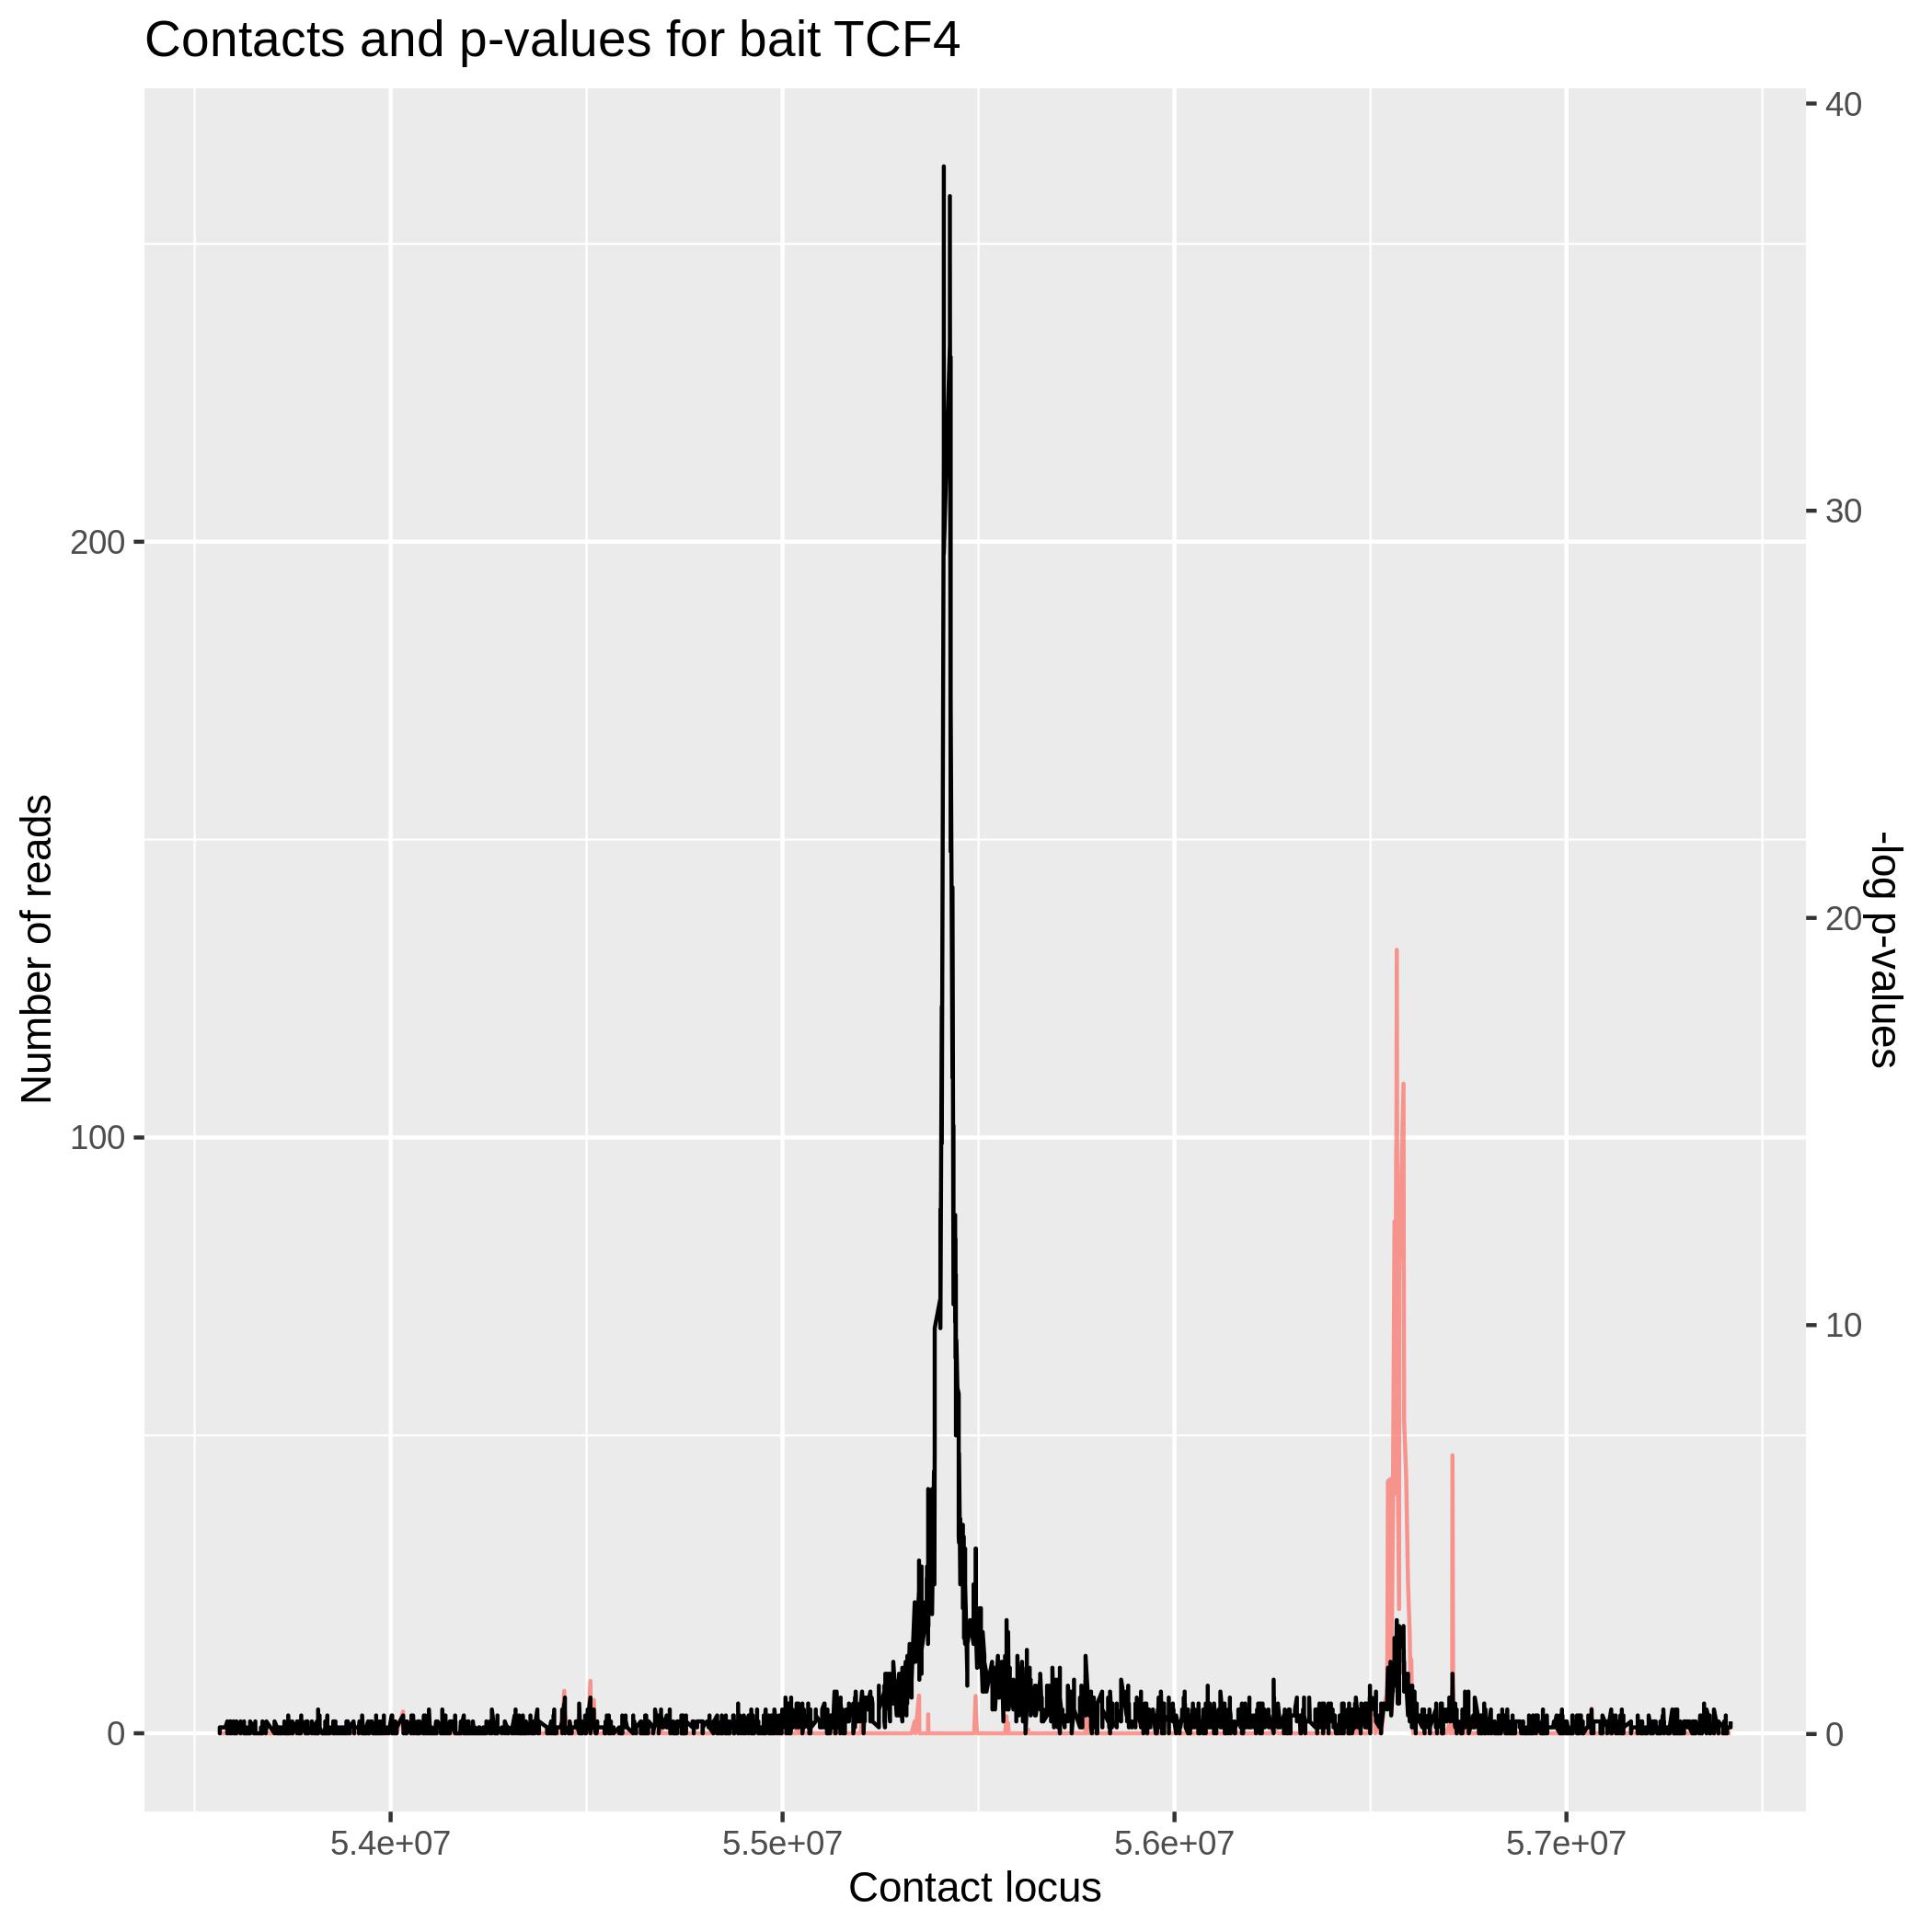 Contacts and p-values for bait TCF4
40
30
20
10
0
200
100
0
Number of reads
-log p-values
5.4e+07 5.5e+07 5.6e+07 5.7e+07
Contact locus